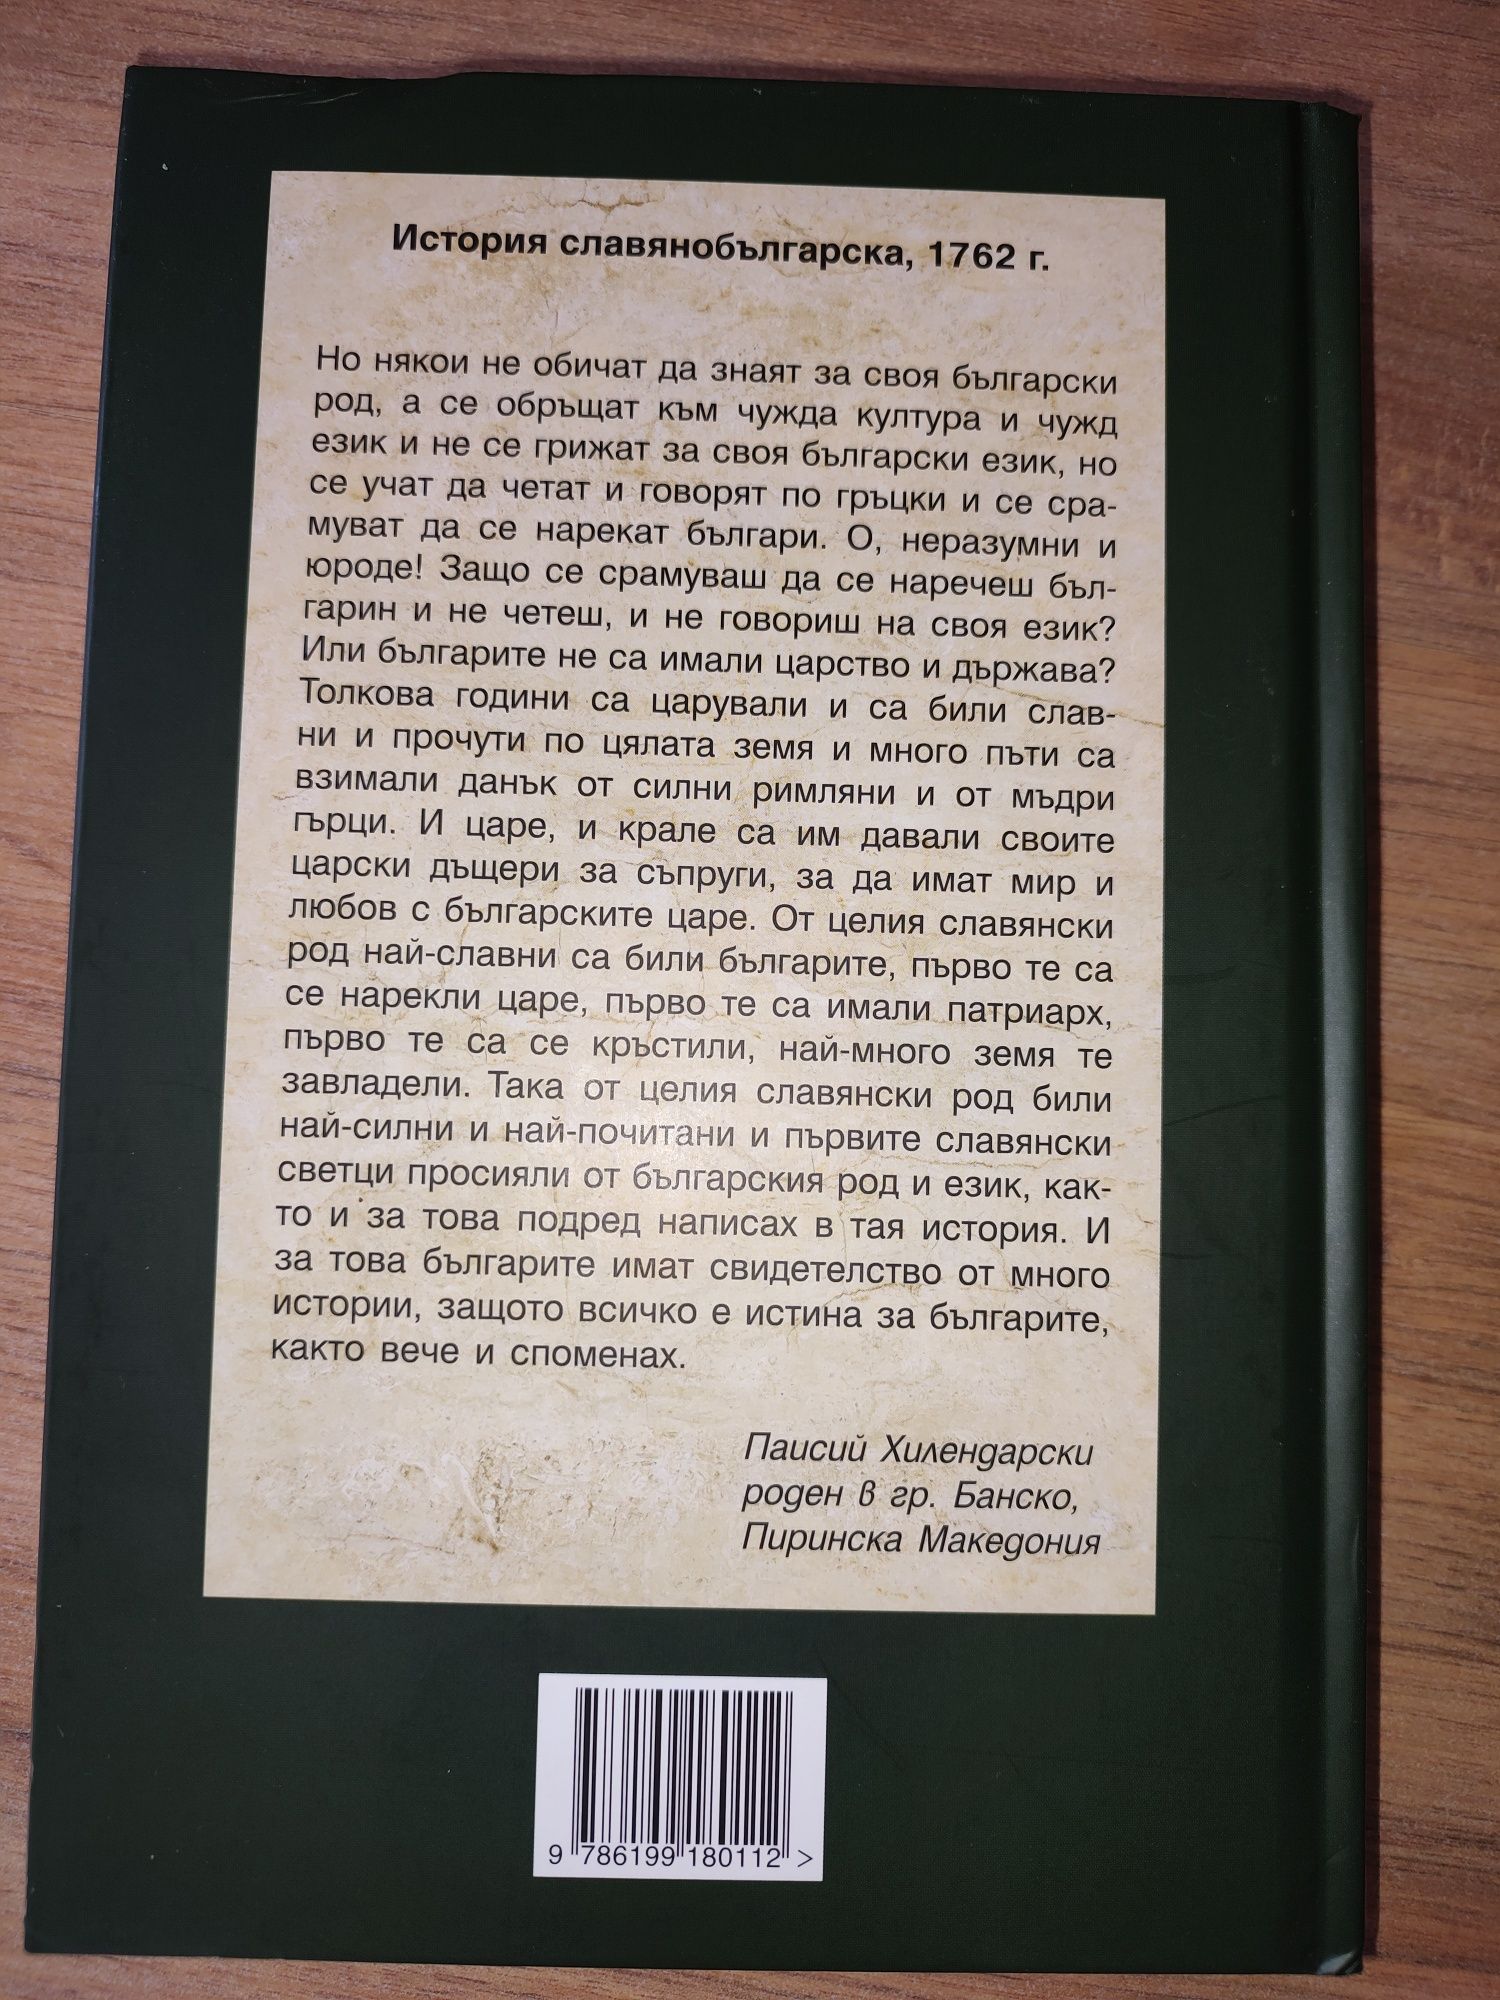 История славянобългарска, 1762 г.
Но някои не обичат да знаят за своя български
род, а се обръщат към чужда култура и чужд
език и не се грижат за своя български език, но
се учат да четат и говорят по гръцки и се сра-
муват да се нарекат българи. О, неразумни и
юроде! Защо се срамуваш да се наречеш бъл-
гарин и не четеш, и не говориш на своя език?
Или българите не са имали царство и държава?
Толкова години са царували и са били слав-
ни и прочути по цялата земя и много пъти са
взимали данък от силни римляни и от мъдри
гърци. И царе, и крале са им давали своите
царски дъщери за съпруги, за да имат мир и
любов с българските царе. От целия славянски
род най-славни са били българите, първо те са
се нарекли царе, първо те са имали патриарх,
първо те са се кръстили, най-много земя те
завладели. Така от целия славянски род били
най-силни и най-почитани и първите славянски
светци просияли от българския род и език, как-
то и за това подред написах в тая история. И
за това българите имат свидетелство от много
истории, защото всичко е истина за българите,
както вече и споменах.
Паисий Хилендарски
роден в гр. Банско,
Пиринска Македония
9 786199 180112 >